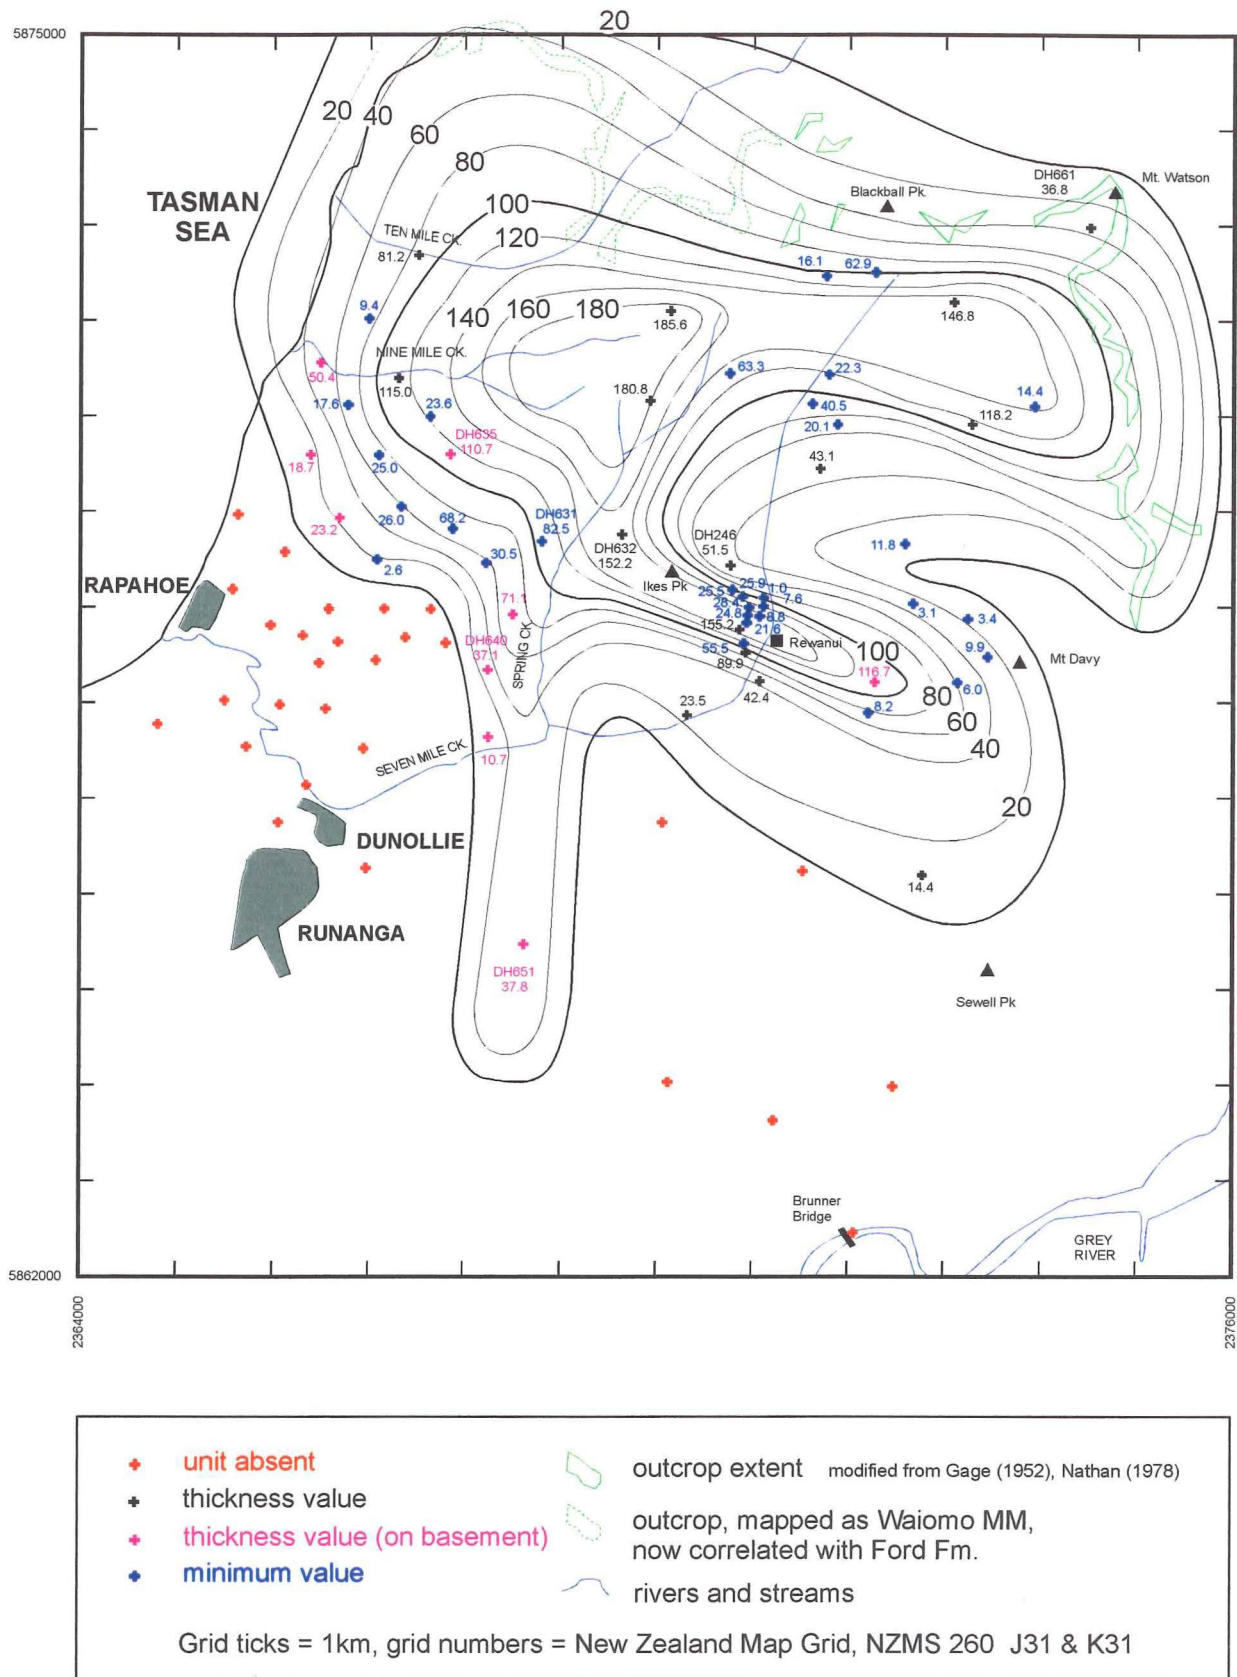 20
5875000
20
40
60
80
100
120
140
160
180
TASMAN
SEA
TEN MILE CK.
81.2
9.4
NINE MILE CK.
50.4
115.0
17.6
23.6
DH635
110.7
18.7
25.0
26.0
68.2
23.2
2.6
30.5
DH631
82.5
71.1
DH640
37.1
SPRING CK.
10.7
SEVEN MILE CK.
185.6
180.8
DH632
152.2
Ikes Pk
Blackball Pk.
DH661
36.8
Mt. Watson
16.1
62.9
146.8
63.3
22.3
14.4
40.5
118.2
20.1
43.1
DH246
51.5
11.8
25.5
25.9
1.0
7.6
28.4
24.8
8.8
155.2
21.6
Rewanui
55.5
89.9
42.4
23.5
3.1
3.4
9.9
Mt Davy
100
116.7
6.0
8.2
80
60
40
20
14.4
RAPAHOE
DUNOLLIE
RUNANGA
DH651
37.8
Sewell Pk
Brunner
Bridge
GREY
RIVER
5862000
2364000
2376000
unit absent
thickness value
thickness value (on basement)
minimum value
outcrop extent modified from Gage (1952), Nathan (1978)
outcrop, mapped as Waiomo MM,
now correlated with Ford Fm.
rivers and streams
Grid ticks = 1km, grid numbers = New Zealand Map Grid, NZMS 260 J31 & K31